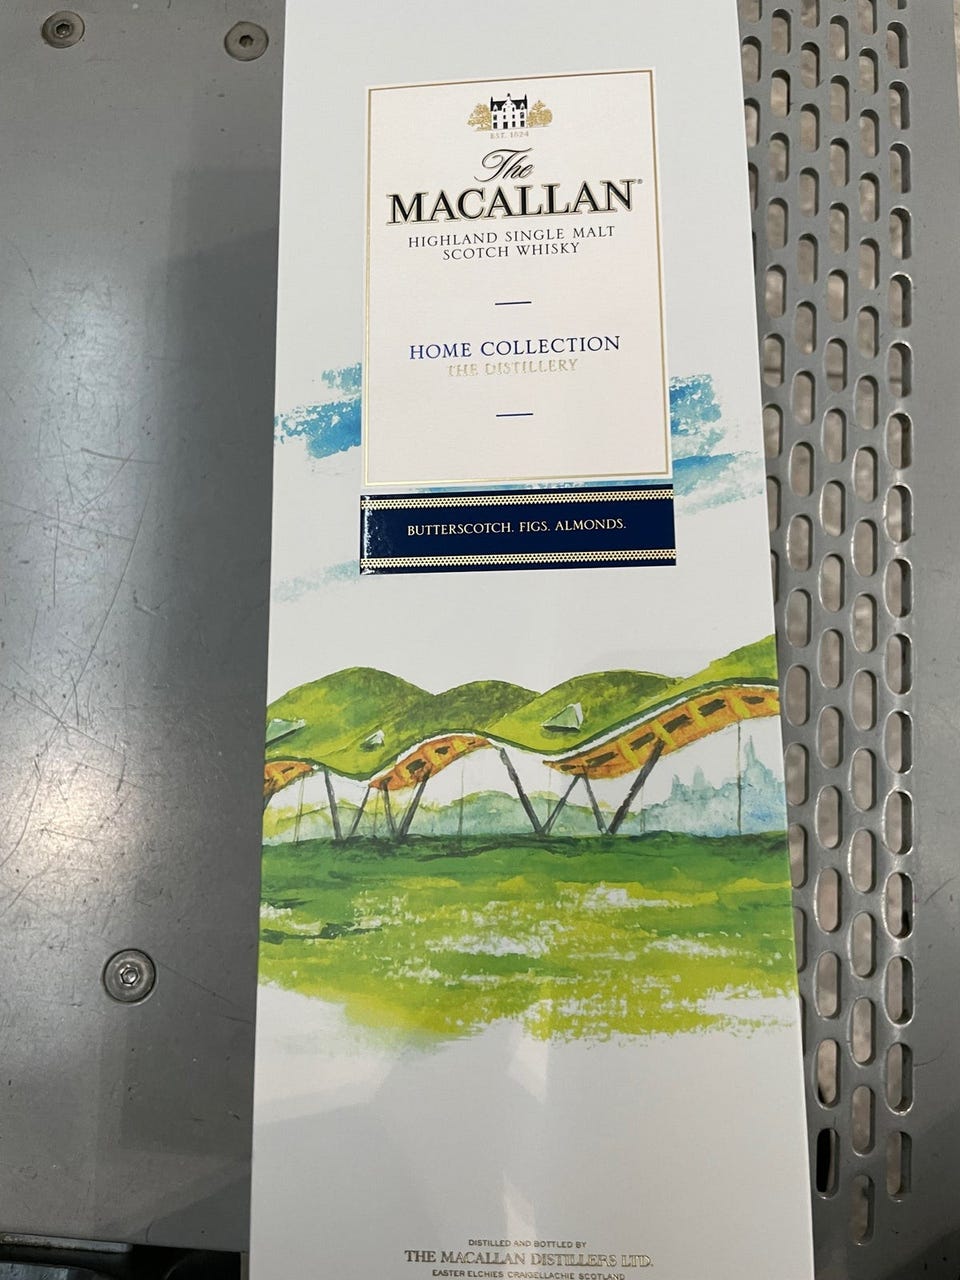 EST. 1824
The
MACALLAN®
HIGHLAND SINGLE MALT
SCOTCH WHISKY
HOME COLLECTION
THE DISTILLERY
BUTTERSCOTCH. FIGS. ALMONDS.
DISTILLED AND BOTTLED BY
THE MACALLAN DISTILLERS LTD.
EASTER ELCHIES CRAIGELLACHIE SCOTLAND